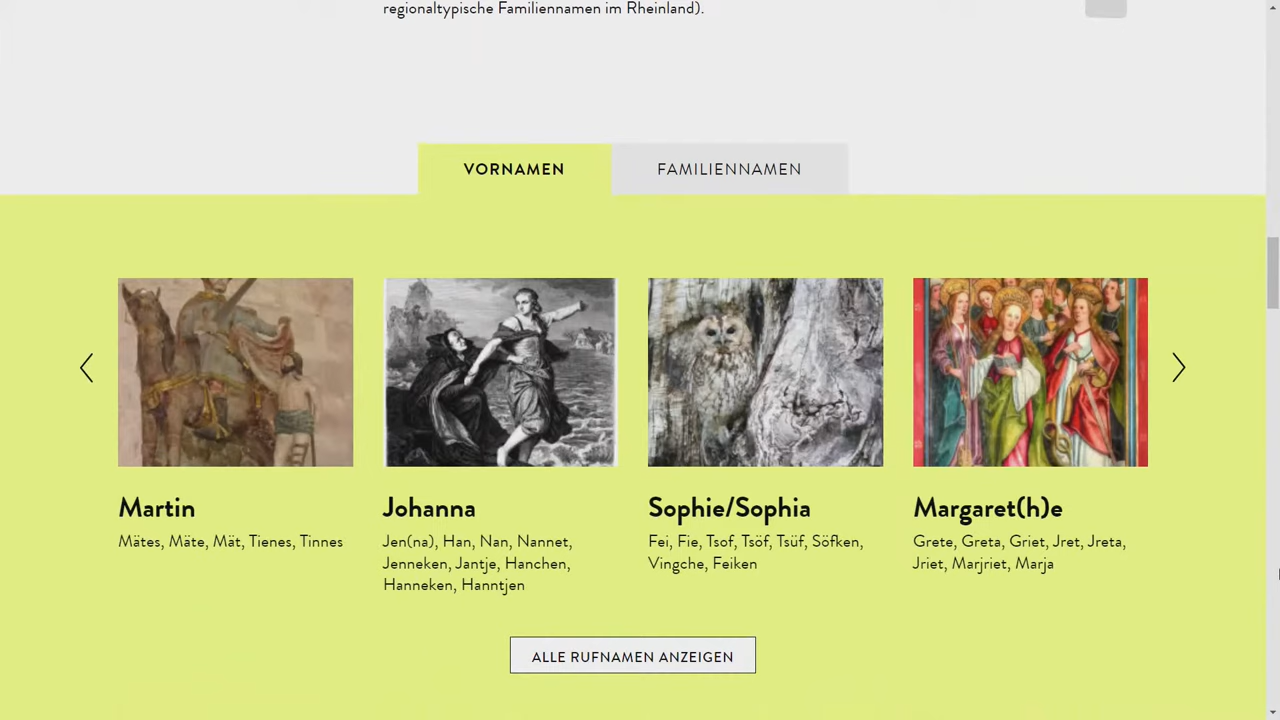 regionaltypische Familiennamen im Rheinland).
VORNAMEN
FAMILIENNAMEN
Martin
Mätes, Mäte, Mät, Tienes, Tinnes
Johanna
Jen(na), Han, Nan, Nannet,
Jenneken, Jantje, Hanchen,
Hanneken, Hanntjen
Sophie/Sophia
Fei, Fie, Tsof, Tsöf, Tsüf, Söfken,
Vingche, Feiken
Margaret(h)e
Grete, Greta, Griet, Jret, Jreta,
Jriet, Marjriet, Marja
ALLE RUFNAMEN ANZEIGEN